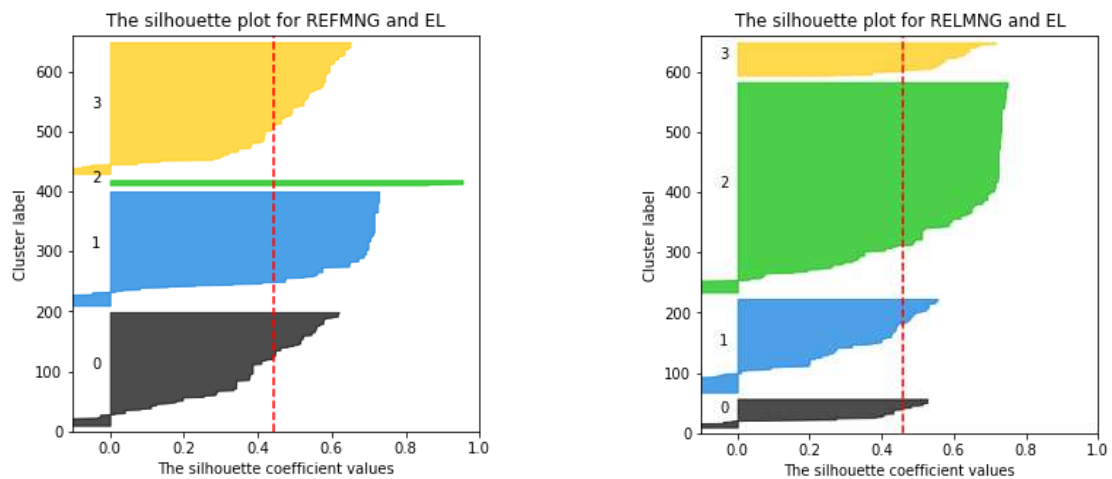 The silhouette plot for REFMNG and EL
600
500
400
300
200
100
0
Cluster label
3
2
1
0
0.0 0.2 0.4 0.6 0.8 1.0
The silhouette coefficient values
The silhouette plot for RELMNG and EL
600
500
400
300
200
100
0
Cluster label
3
2
1
0
0.0 0.2 0.4 0.6 0.8 1.0
The silhouette coefficient values